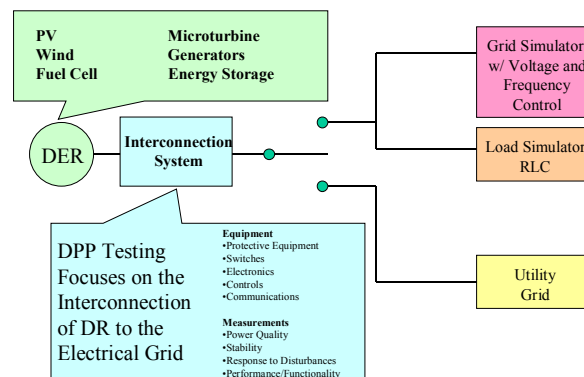 PV
Wind
Fuel Cell
Microturbine
Generators
Energy Storage
DER
Interconnection
System
Grid Simulator
w/ Voltage and
Frequency
Control
Load Simulator
RLC
Utility
Grid
DPP Testing
Focuses on the
Interconnection
of DR to the
Electrical Grid
Equipment
•Protective Equipment
•Switches
•Electronics
•Controls
•Communications
Measurements
•Power Quality
•Stability
•Response to Disturbances
•Performance/Functionality